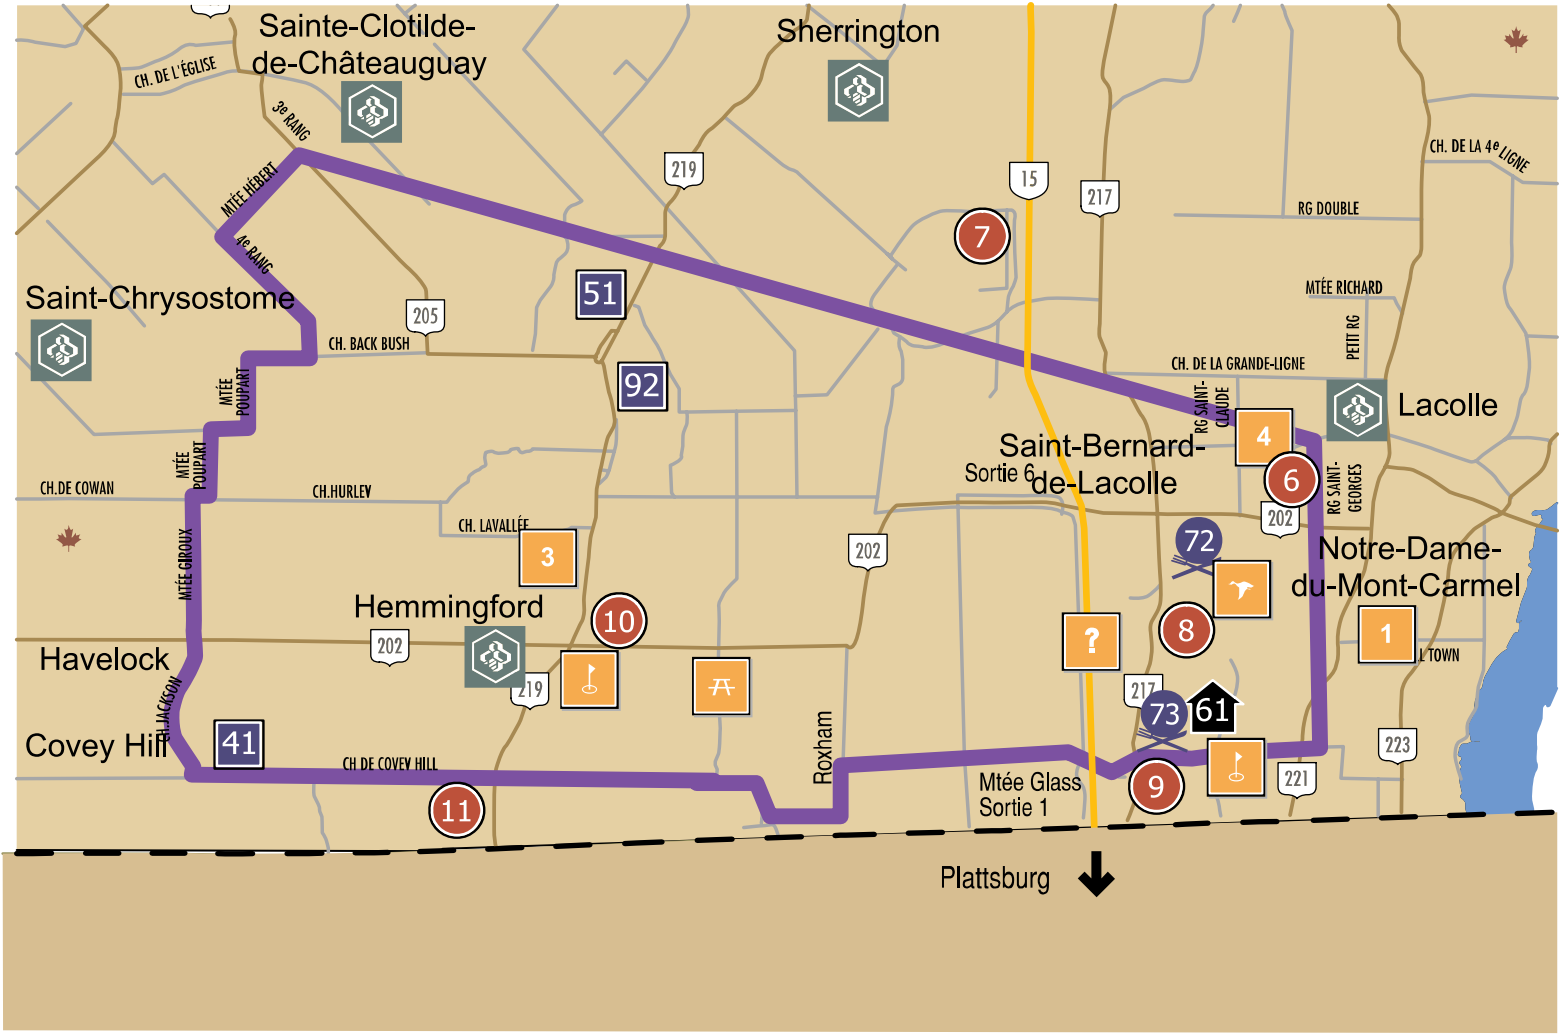 Sainte-Clotilde-
de-Châteauguay
Sherrington
CH. DE L'ÉGLISE
3e RANG
CH. DE LA 4e LIGNE
219
15
217
MTÉE HÉBERT
RG DOUBLE
7
4e RANG
51
MTÉE RICHARD
Saint-Chrysostome
205
CH. BACK BUSH
PETIT RG
CH. DE LA GRANDE-LIGNE
92
MTÉE
POUPART
RG SAINT-
CLAUDE
Lacolle
4
Saint-Bernard-
de-Lacolle
Sortie 6
MTÉE
POUPART
6
RG SAINT-
GEORGES
CH.DE COWAN
CH.HURLEV
202
CH. LAVALLÉE
3
202
72
Notre-Dame-
du-Mont-Carmel
MTÉE GIROUX
Hemmingford
10
8
?
1
L TOWN
Havelock
202
219
217
CH.JACKSON
73
61
Covey Hill
41
Roxham
223
CH DE COVEY HILL
11
Mtée Glass
Sortie 1
9
221
Plattsburg